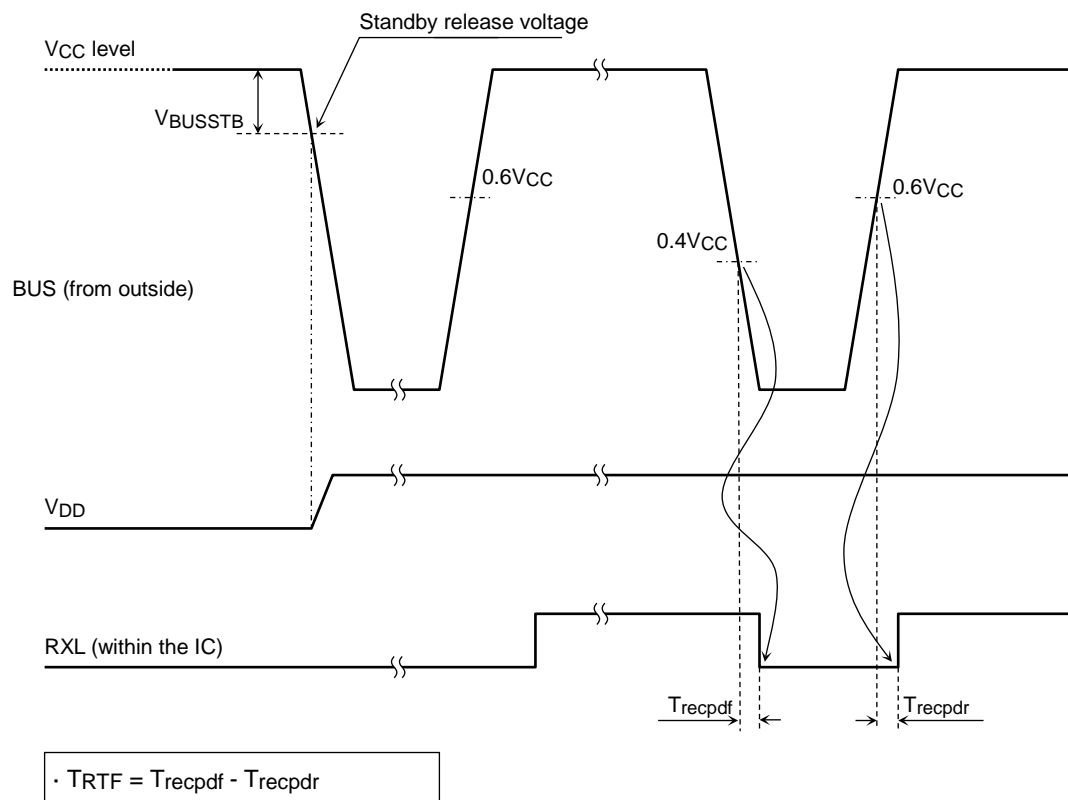 Standby release voltage
VCC level
VBUSSTB
0.6VCC
0.6VCC
0.4VCC
BUS (from outside)
VDD
RXL (within the IC)
Trecpdf
Trecpdr
· TRTF = Trecpdf - Trecpdr